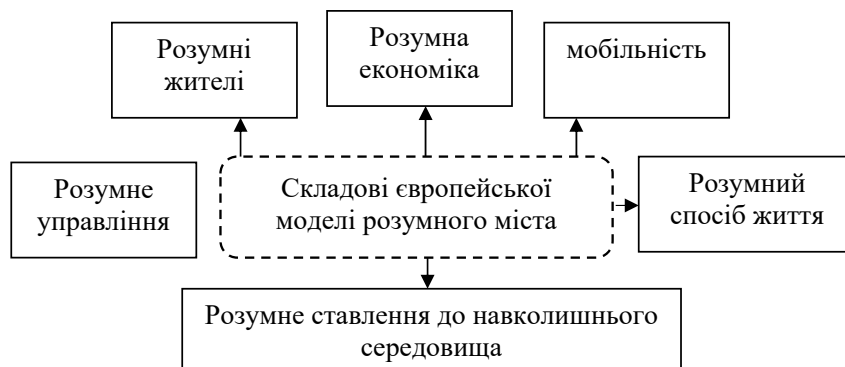 Розумні
жителі
Розумна
економіка
мобільність
Розумне
управління
Складові європейської
моделі розумного міста
Розумний
спосіб життя
Розумне ставлення до навколишнього
середовища